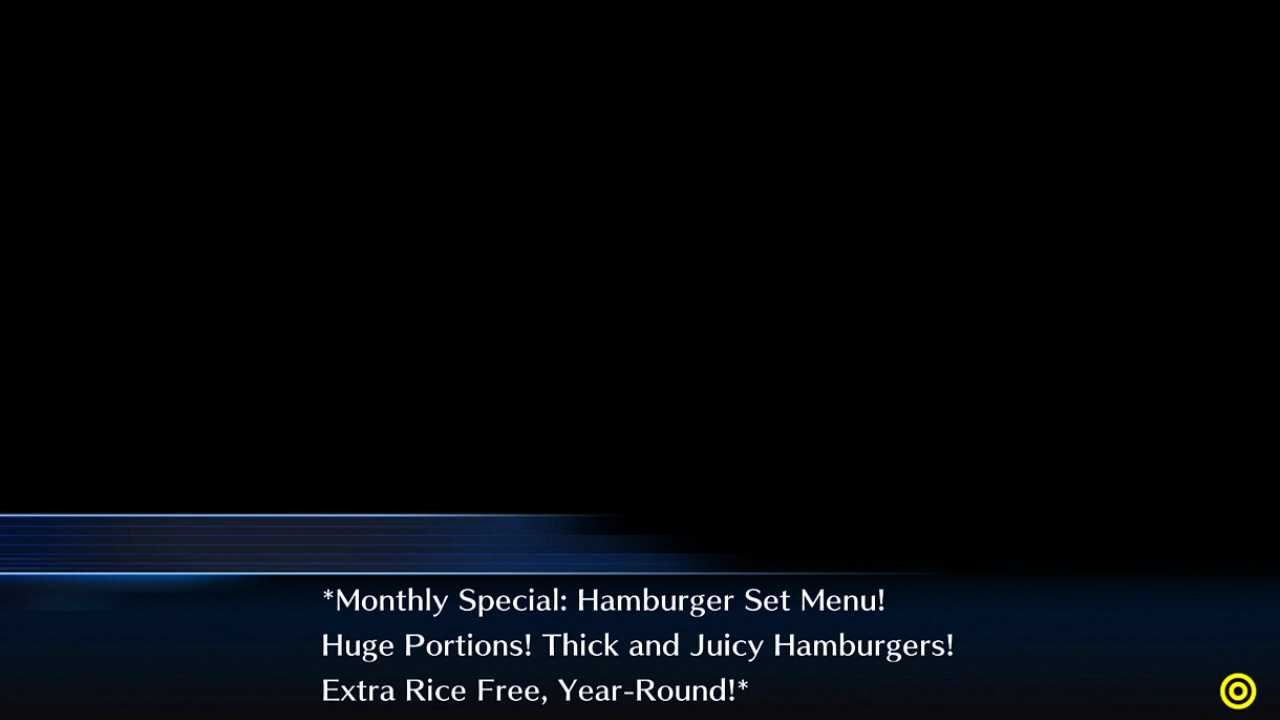 *Monthly Special: Hamburger Set Menu!
Huge Portions! Thick and Juicy Hamburgers!
Extra Rice Free, Year-Round!*